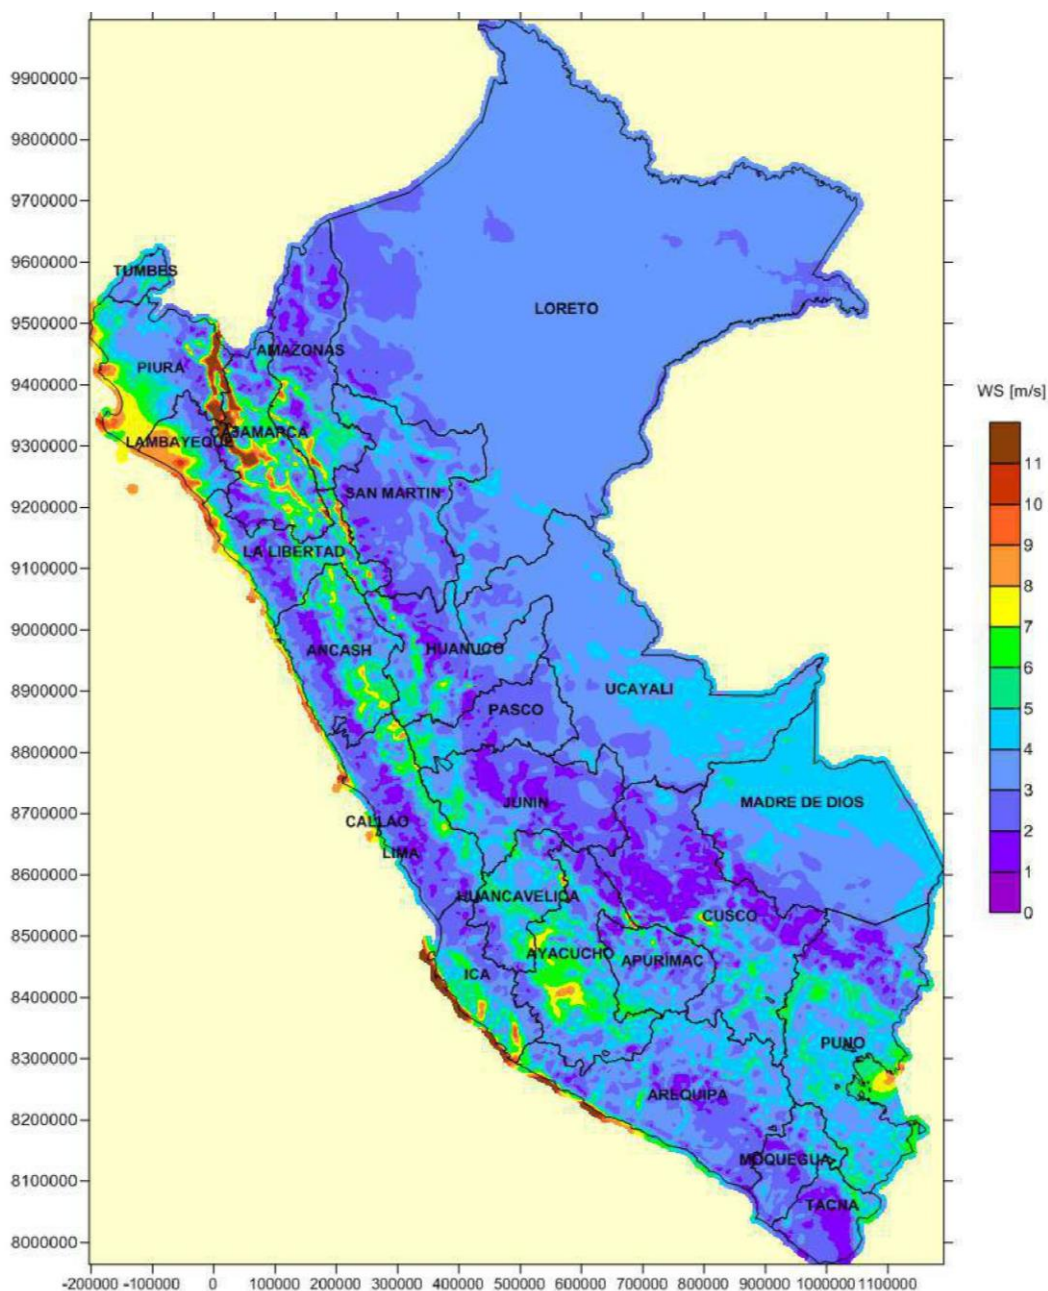 9900000
9800000
9700000
9600000
9500000
9400000
9300000
9200000
9100000
9000000
8900000
8800000
8700000
8600000
8500000
8400000
8300000
8200000
8100000
8000000
TUMBES
LORETO
AMAZONAS
PIURA
CAJAMARCA
LAMBAYEQUE
SAN MARTIN
LA LIBERTAD
ANCASH
HUANUCO
UCAYALI
PASCO
JUNIN
MADRE DE DIOS
CALLAO
LIMA
HUANCAVELICA
CUSCO
AYACUCHO
APURIMAC
ICA
PUNO
AREQUIPA
MOQUEGUA
TACNA
WS [m/s]
11
10
9
8
7
6
5
4
3
2
1
0
-200000 -100000 0 100000 200000 300000 400000 500000 600000 700000 800000 900000 1000000 1100000